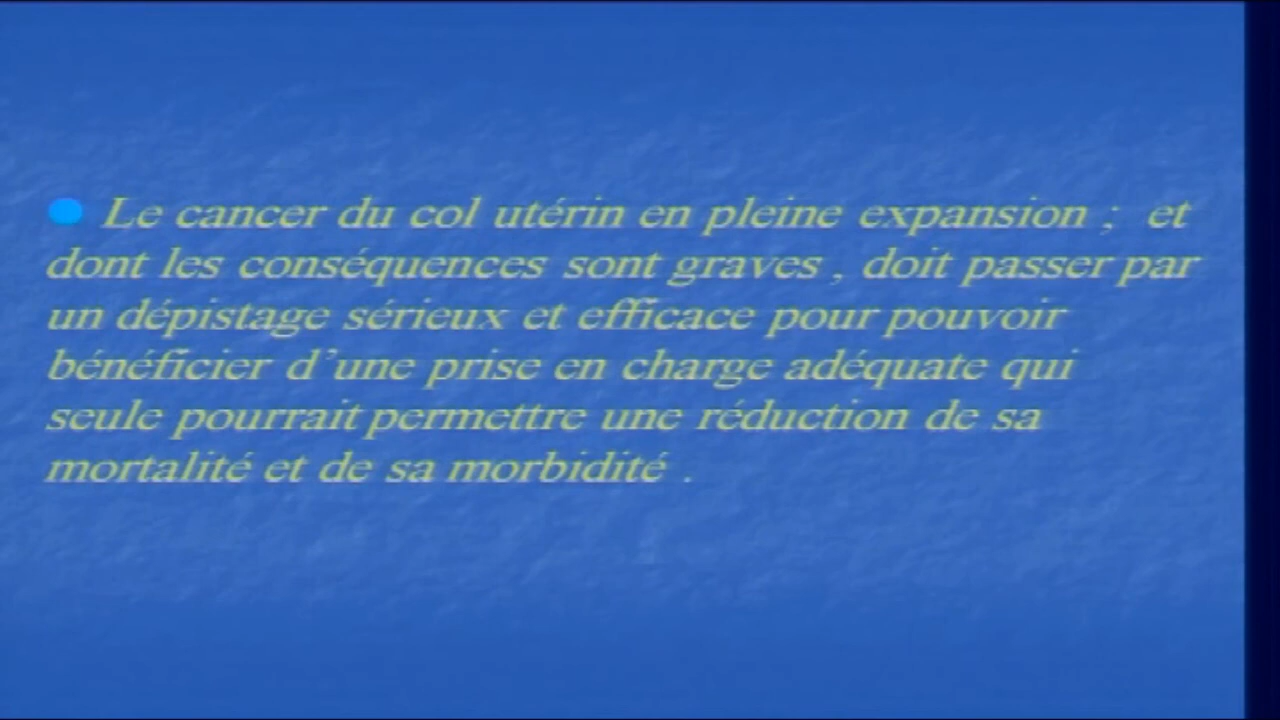 Le cancer du col utérin en pleine expansion ; et
dont les conséquences sont graves , doit passer par
un dépistage sérieux et efficace pour pouvoir
bénéficier d’une prise en charge adéquate qui
seule pourrait permettre une réduction de sa
mortalité et de sa morbidité .